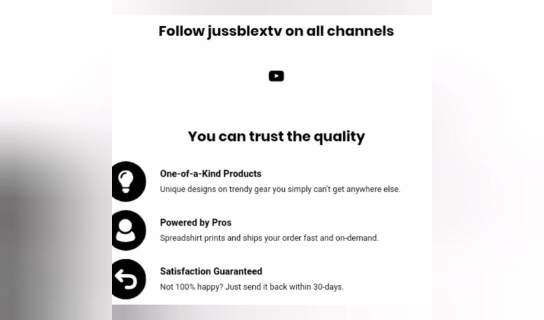 Follow jussblextv on all channels
You can trust the quality
One-of-a-Kind Products
Unique designs on trendy gear you simply can't get anywhere else.
Powered by Pros
Spreadshirt prints and ships your order fast and on-demand.
Satisfaction Guaranteed
Not 100% happy? Just send it back within 30-days.